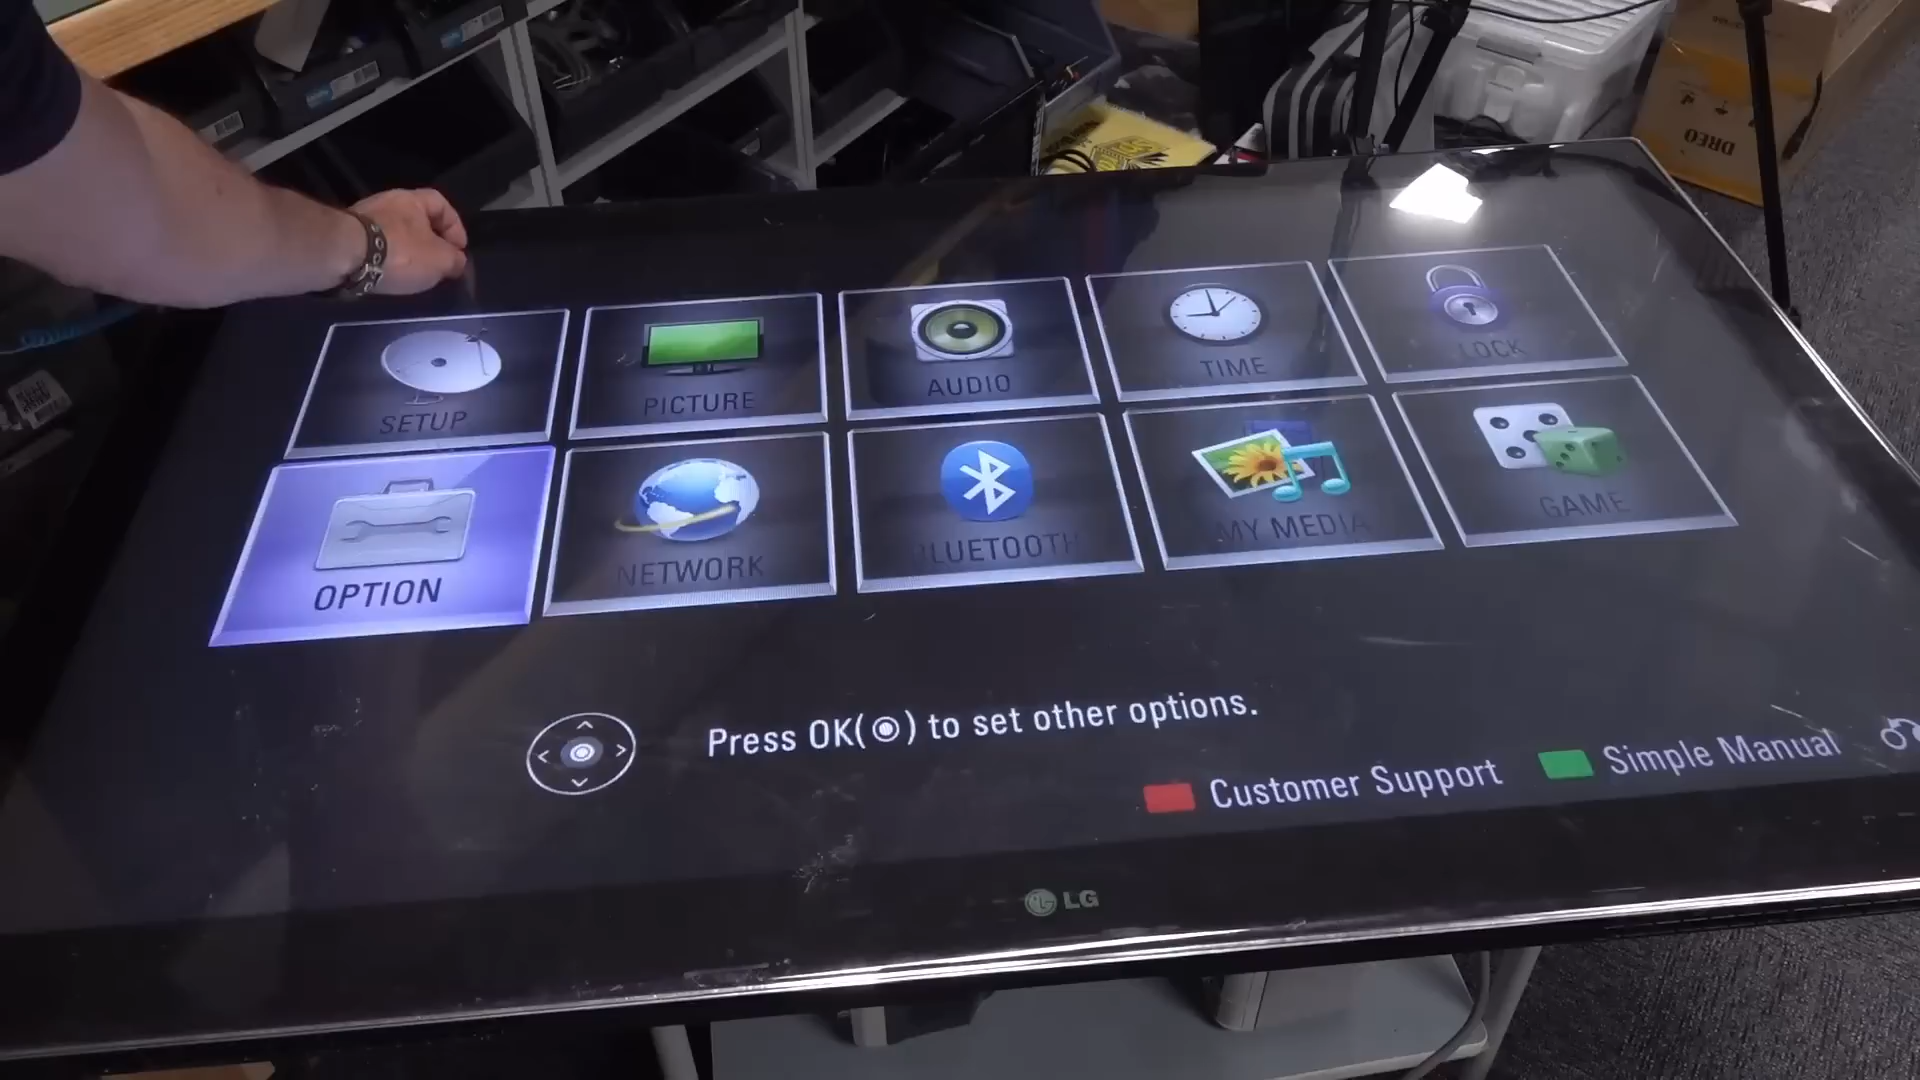 DREO
SETUP
PICTURE
AUDIO
TIME
LOCK
OPTION
NETWORK
BLUETOOTH
MY MEDIA
GAME
Press OK(◉) to set other options.
Customer Support
Simple Manual
LG